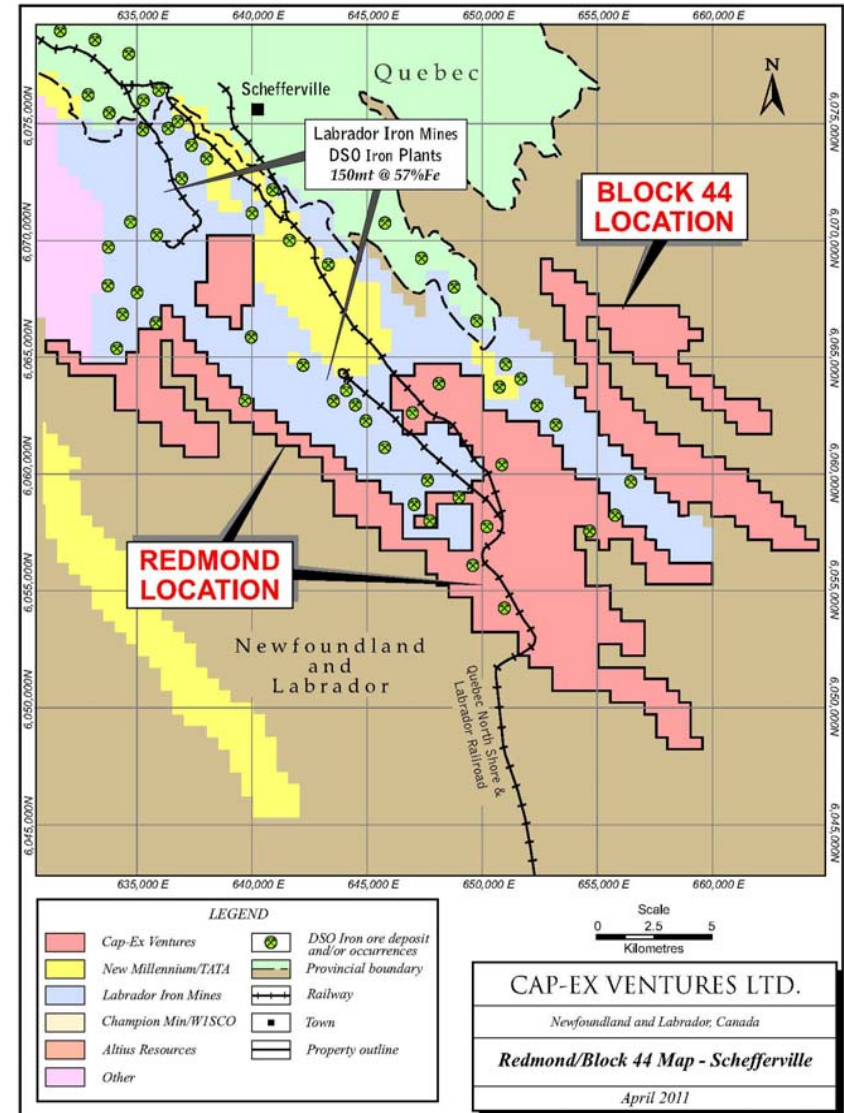 635,000 E
640,000 E
645,000 E
650,000 E
655,000 E
660,000 E
6,075,000N
6,070,000N
6,065,000N
6,060,000N
6,055,000N
6,050,000N
6,045,000N
Quebec
Schefferville
N
Labrador Iron Mines
DSO Iron Plants
150mt @ 57%Fe
BLOCK 44
LOCATION
REDMOND
LOCATION
Newfoundland
and
Labrador
Quebec North Shore &
Labrador Railroad
6,075,000N
6,070,000N
6,065,000N
6,060,000N
6,055,000N
6,050,000N
6,045,000N
635,000 E
640,000 E
645,000 E
650,000 E
655,000 E
660,000 E
LEGEND
Cap-Ex Ventures
New Millennium/TATA
Labrador Iron Mines
Champion Min/W1SCO
Altius Resources
Other
DSO Iron ore deposit
and/or occurrences
Provincial boundary
Railway
Town
Property outline
Scale
0 2.5 5
Kilometres
CAP-EX VENTURES LTD.
Newfoundland and Labrador, Canada
Redmond/Block 44 Map - Schefferville
April 2011